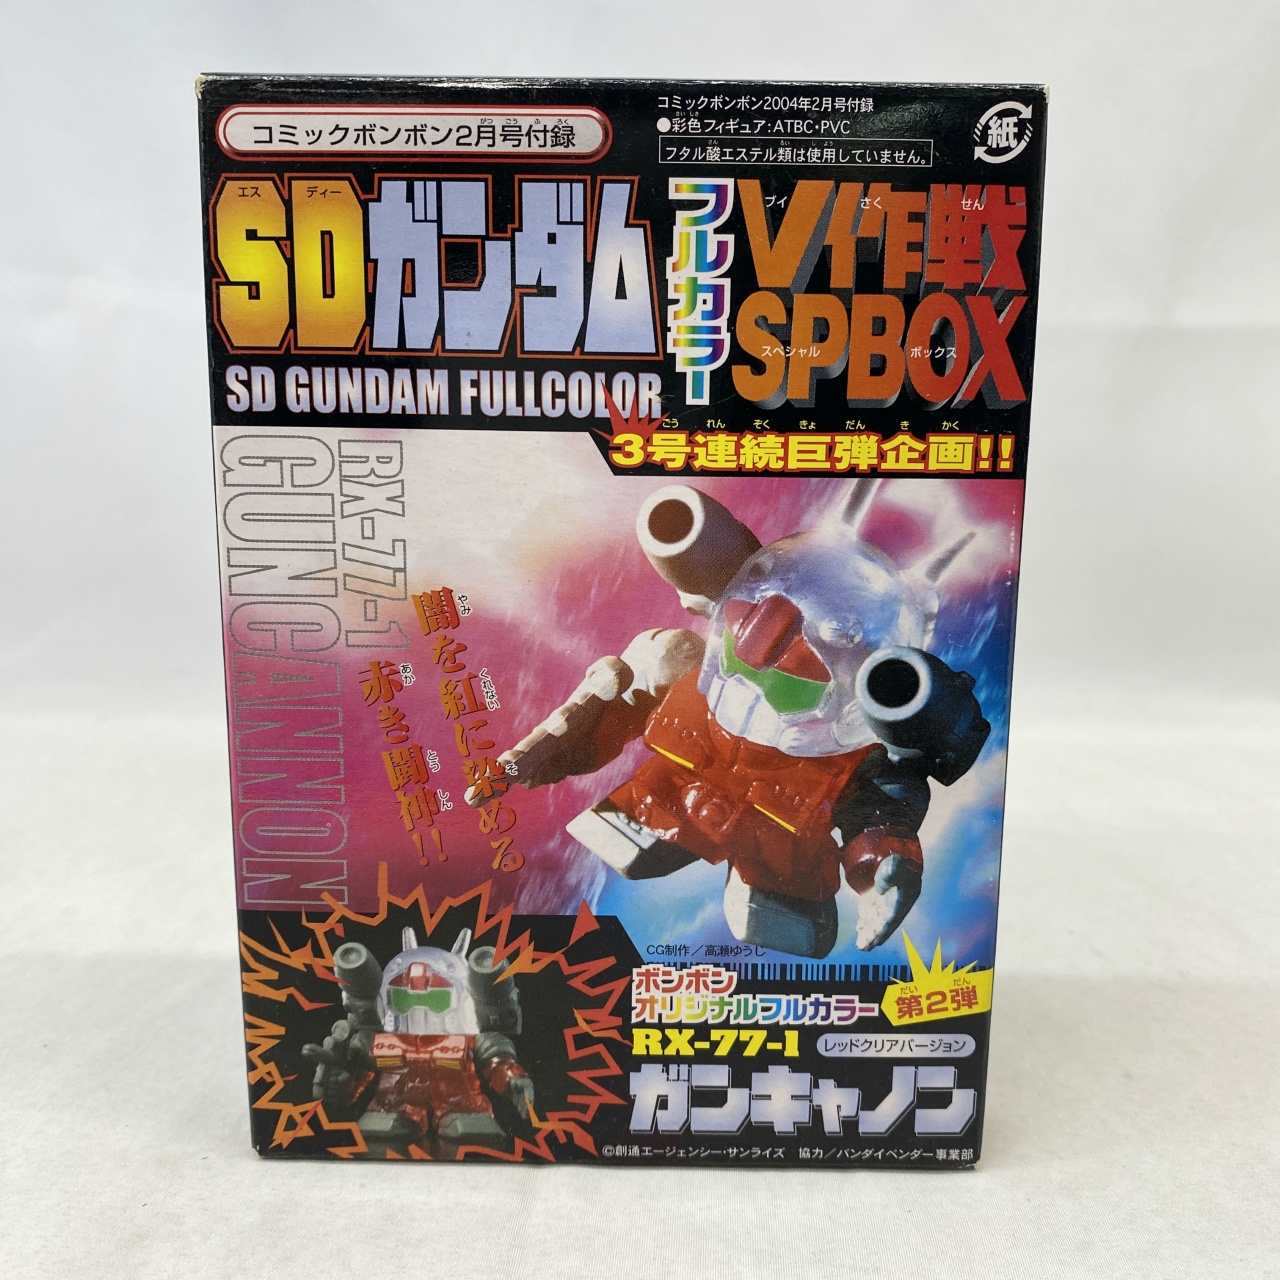 コミックボンボン2月号付録
コミックボンボン2004年2月号付録
●彩色フィギュア:ATBC・PVC
フタル酸エステル類は使用していません。
紙
SDガンダム
フルカラー
V作戦
SPBOX
SD GUNDAM FULLCOLOR
3号連続巨弾企画!!
RX-77-1
GUNCANNON
闇を紅に染める
赤き闘神!!
CG制作/高瀬ゆうじ
ボンボン
オリジナルフルカラー
第2弾
RX-77-1
レッドクリアバージョン
ガンキャノン
©創通エージェンシー・サンライズ 協力/バンダイベンダー事業部